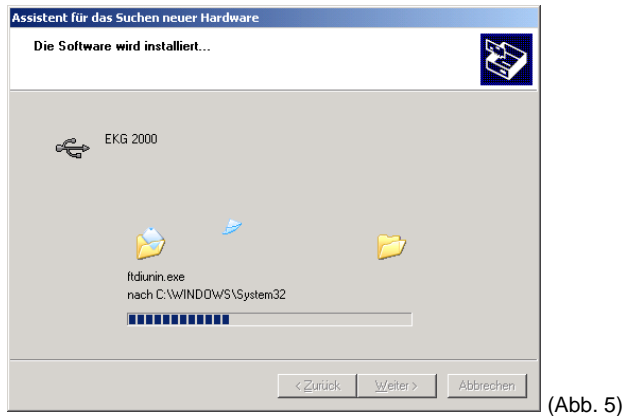 Assistent für das Suchen neuer Hardware
Die Software wird installiert...
EKG 2000
ftdiunin.exe
nach C:\WINDOWS\System32
< Zurück
Weiter >
Abbrechen
(Abb. 5)